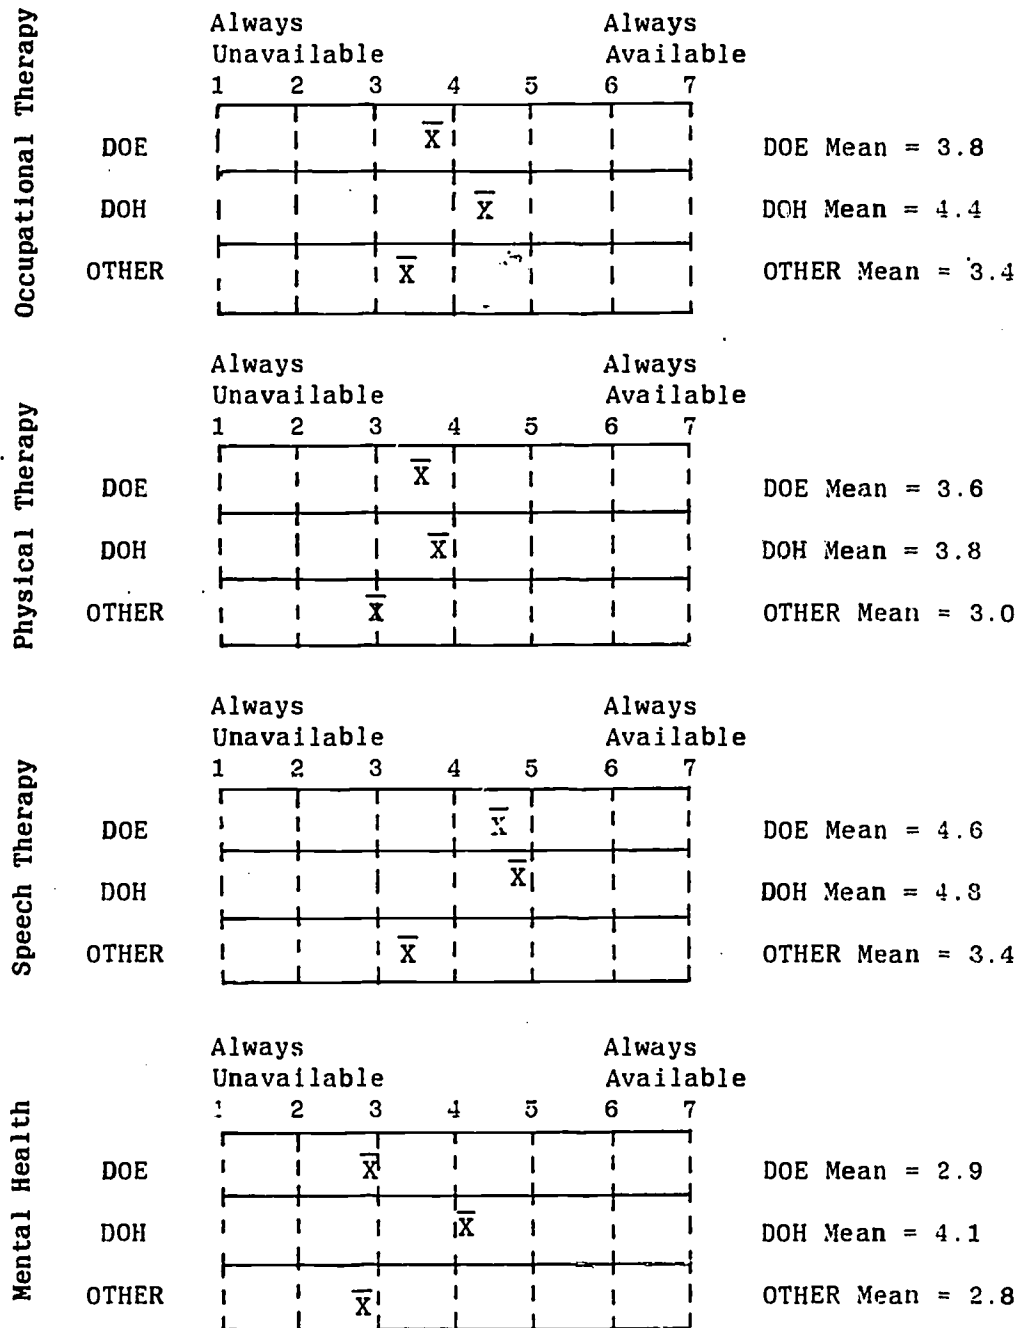 Occupational Therapy
Always Always
Unavailable Available
1 2 3 4 5 6 7
DOE X̅ DOE Mean = 3.8
DOH X̅ DOH Mean = 4.4
OTHER X̅ OTHER Mean = 3.4
Physical Therapy
Always Always
Unavailable Available
1 2 3 4 5 6 7
DOE X̅ DOE Mean = 3.6
DOH X̅ DOH Mean = 3.8
OTHER X̅ OTHER Mean = 3.0
Speech Therapy
Always Always
Unavailable Available
1 2 3 4 5 6 7
DOE X̅ DOE Mean = 4.6
DOH X̅ DOH Mean = 4.8
OTHER X̅ OTHER Mean = 3.4
Mental Health
Always Always
Unavailable Available
1 2 3 4 5 6 7
DOE X̅ DOE Mean = 2.9
DOH X̅ DOH Mean = 4.1
OTHER X̅ OTHER Mean = 2.8